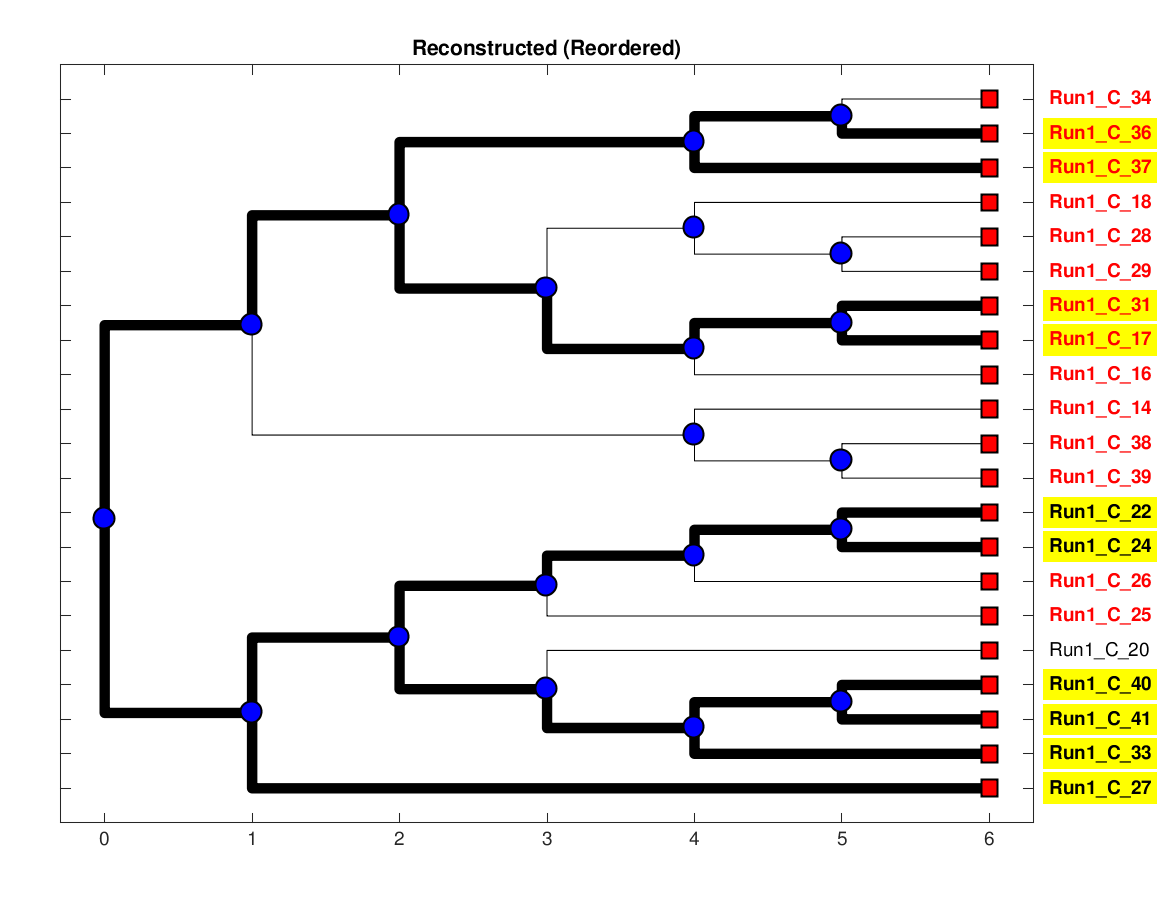 Reconstructed (Reordered)
Run1_C_34
Run1_C_36
Run1_C_37
Run1_C_18
Run1_C_28
Run1_C_29
Run1_C_31
Run1_C_17
Run1_C_16
Run1_C_14
Run1_C_38
Run1_C_39
Run1_C_22
Run1_C_24
Run1_C_26
Run1_C_25
Run1_C_20
Run1_C_40
Run1_C_41
Run1_C_33
Run1_C_27
0 1 2 3 4 5 6